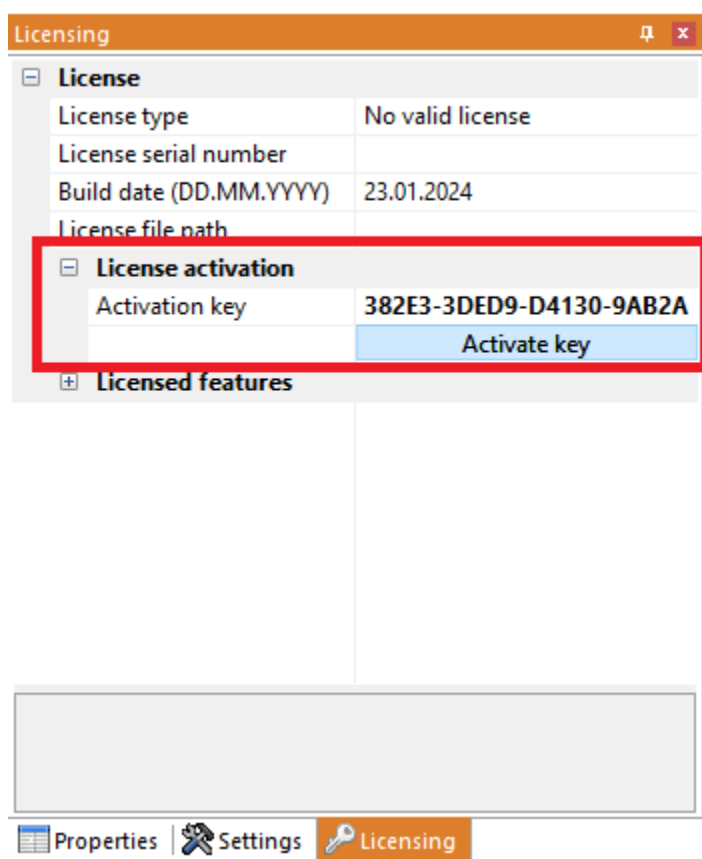 Licensing
License
License type No valid license
License serial number
Build date (DD.MM.YYYY) 23.01.2024
License file path
License activation
Activation key 382E3-3DED9-D4130-9AB2A
Activate key
Licensed features
Properties Settings Licensing